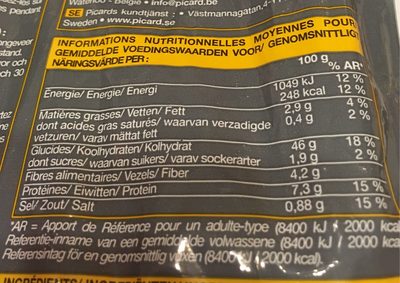 Waterloo - België • info@picard.be
SE Picards kundtjänst : • Västmannagatan,4-1
Sweden • www.picard.se
INFORMATIONS NUTRITIONNELLES MOYENNES POUR/
GEMIDDELDE VOEDINGSWAARDEN VOOR/ GENOMSNITTLIGT
NÄRINGSVÄRDE PER : 100 g % AR*
Energie/ Energie/ Energi 1049 kJ 12 %
248 kcal 12 %
Matières grasses/ Vetten/ Fett 2,9 g 4 %
dont acides gras saturés/ waarvan verzadigde 0,4 g 2 %
vetzuren/ varav mättat fett
Glucides/ Koolhydraten/ Kolhydrat 46 g 18 %
dont sucres/ waarvan suikers/ varav sockerarter 1,9 g 2 %
Fibres alimentaires/ Vezels/ Fiber 4,2 g
Protéines/ Eiwitten/ Protein 7,3 g 15 %
Sel/ Zout/ Salt 0,88 g 15 %
*AR = Apport de Référence pour un adulte-type (8400 kJ / 2000 kcal
Referentie-inname van een gemiddelde volwassene (8400 kJ / 2000 kca
Referensintag för en genomsnittlig vuxen (8400 kJ / 2000 kcal).